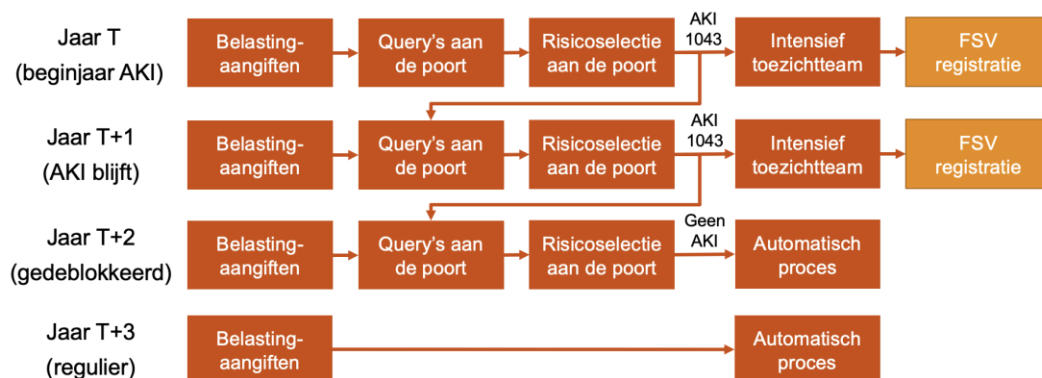 Jaar T
(beginjaar AKI)
Belasting-
aangiften
Query's aan
de poort
Risicoselectie
aan de poort
AKI
1043
Intensief
toezichtteam
FSV
registratie
Jaar T+1
(AKI blijft)
Belasting-
aangiften
Query's aan
de poort
Risicoselectie
aan de poort
AKI
1043
Intensief
toezichtteam
FSV
registratie
Jaar T+2
(gedeblokkeerd)
Belasting-
aangiften
Query's aan
de poort
Risicoselectie
aan de poort
Geen
AKI
Automatisch
proces
Jaar T+3
(regulier)
Belasting-
aangiften
Automatisch
proces